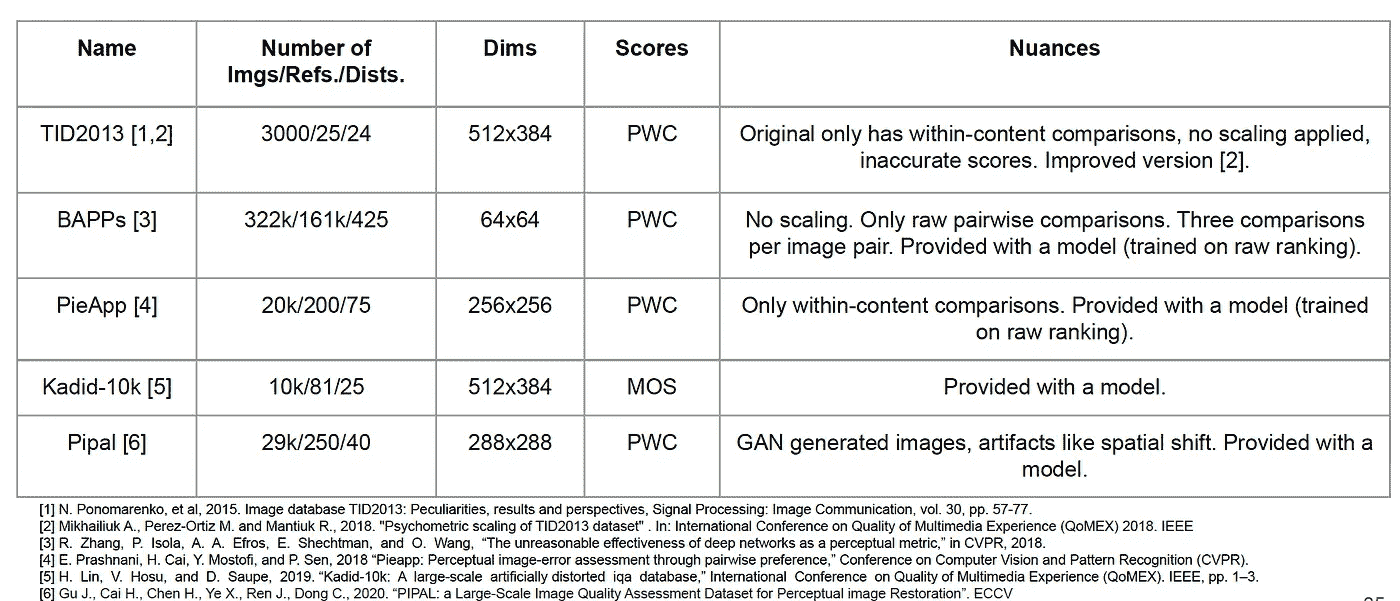 Name Number of Dims Scores Nuances
Imgs/Refs./Dists.
TID2013 [1,2] 3000/25/24 512x384 PWC Original only has within-content comparisons, no scaling applied,
inaccurate scores. Improved version [2].
BAPPs [3] 322k/161k/425 64x64 PWC No scaling. Only raw pairwise comparisons. Three comparisons
per image pair. Provided with a model (trained on raw ranking).
PieApp [4] 20k/200/75 256x256 PWC Only within-content comparisons. Provided with a model (trained
on raw ranking).
Kadid-10k [5] 10k/81/25 512x384 MOS Provided with a model.
Pipal [6] 29k/250/40 288x288 PWC GAN generated images, artifacts like spatial shift. Provided with a
model.
[1] N. Ponomarenko, et al, 2015. Image database TID2013: Peculiarities, results and perspectives, Signal Processing: Image Communication, vol. 30, pp. 57-77.
[2] Mikhailiuk A., Perez-Ortiz M. and Mantiuk R., 2018. "Psychometric scaling of TID2013 dataset" . In: International Conference on Quality of Multimedia Experience (QoMEX) 2018. IEEE
[3] R. Zhang, P. Isola, A. A. Efros, E. Shechtman, and O. Wang, “The unreasonable effectiveness of deep networks as a perceptual metric,” in CVPR, 2018.
[4] E. Prashnani, H. Cai, Y. Mostofi, and P. Sen, 2018 “Pieapp: Perceptual image-error assessment through pairwise preference,” Conference on Computer Vision and Pattern Recognition (CVPR).
[5] H. Lin, V. Hosu, and D. Saupe, 2019. “Kadid-10k: A large-scale artificially distorted iqa database,” International Conference on Quality of Multimedia Experience (QoMEX). IEEE, pp. 1–3.
[6] Gu J., Cai H., Chen H., Ye X., Ren J., Dong C., 2020. “PIPAL: a Large-Scale Image Quality Assessment Dataset for Perceptual image Restoration”. ECCV